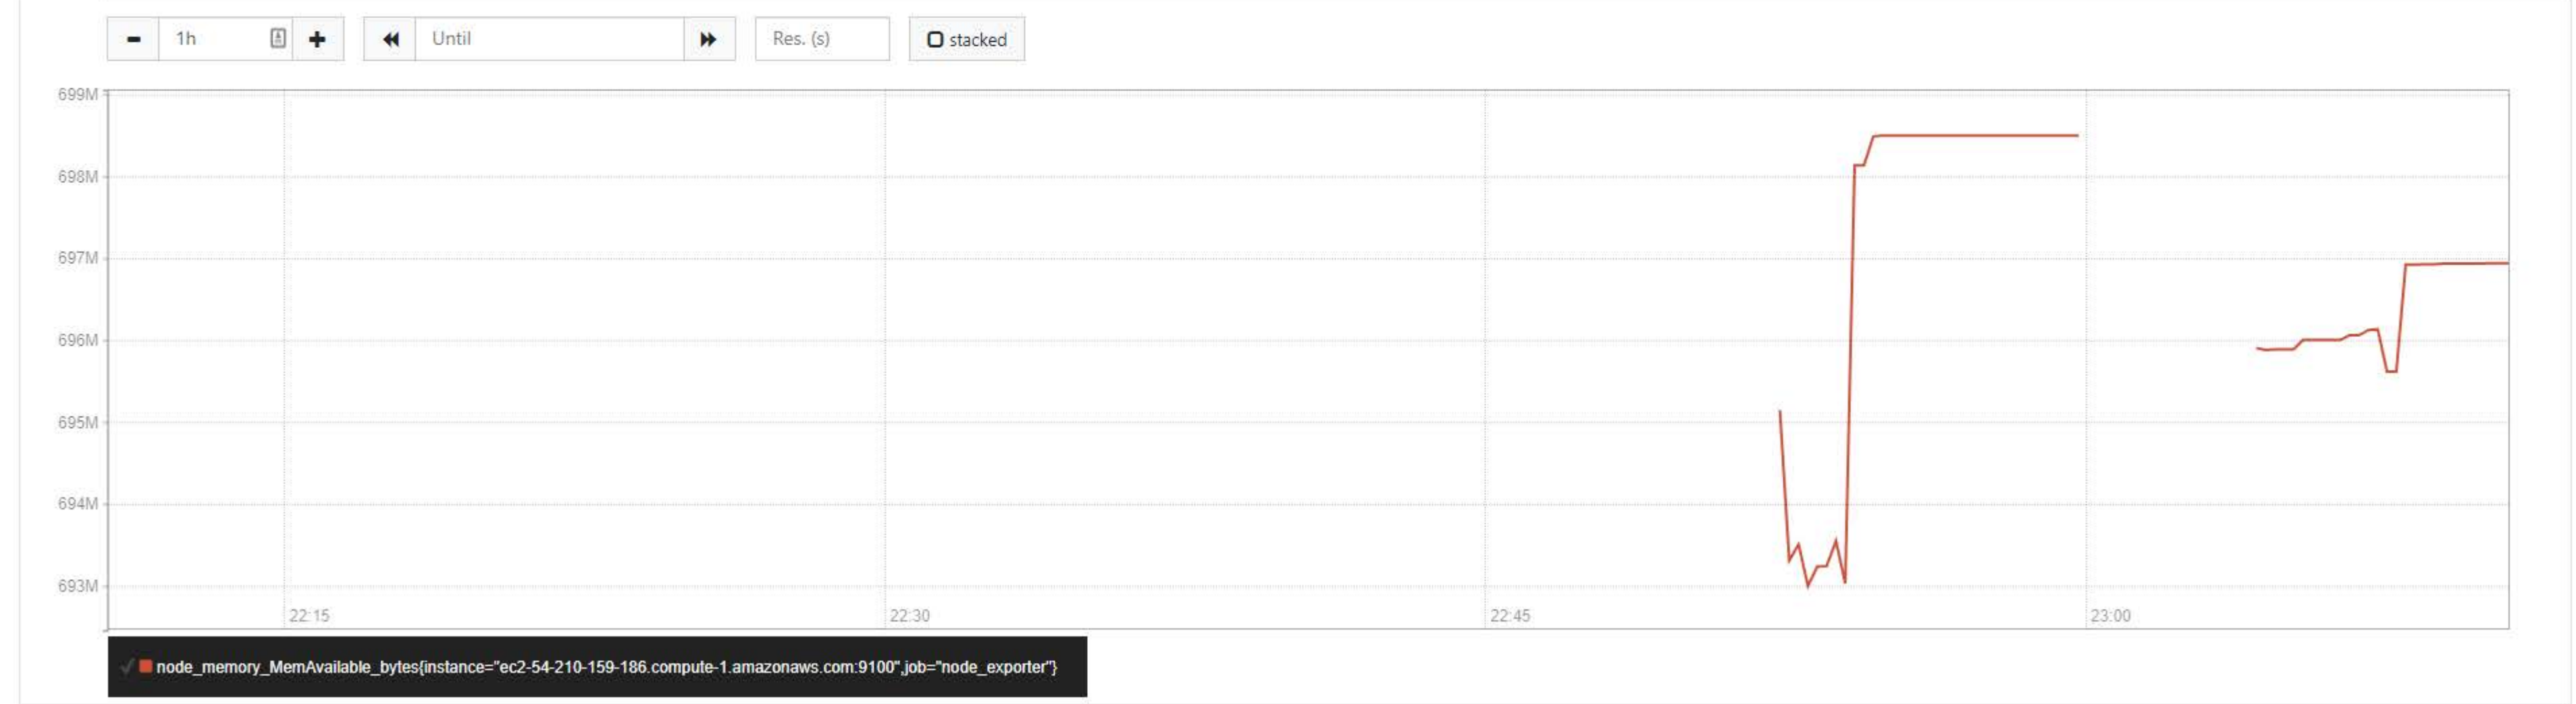 1h Until Res. (s) stacked
699M
698M
697M
696M
695M
694M
693M
22:15 22:30 22:45 23:00
node_memory_MemAvailable_bytes{instance="ec2-54-210-159-186.compute-1.amazonaws.com:9100",job="node_exporter"}